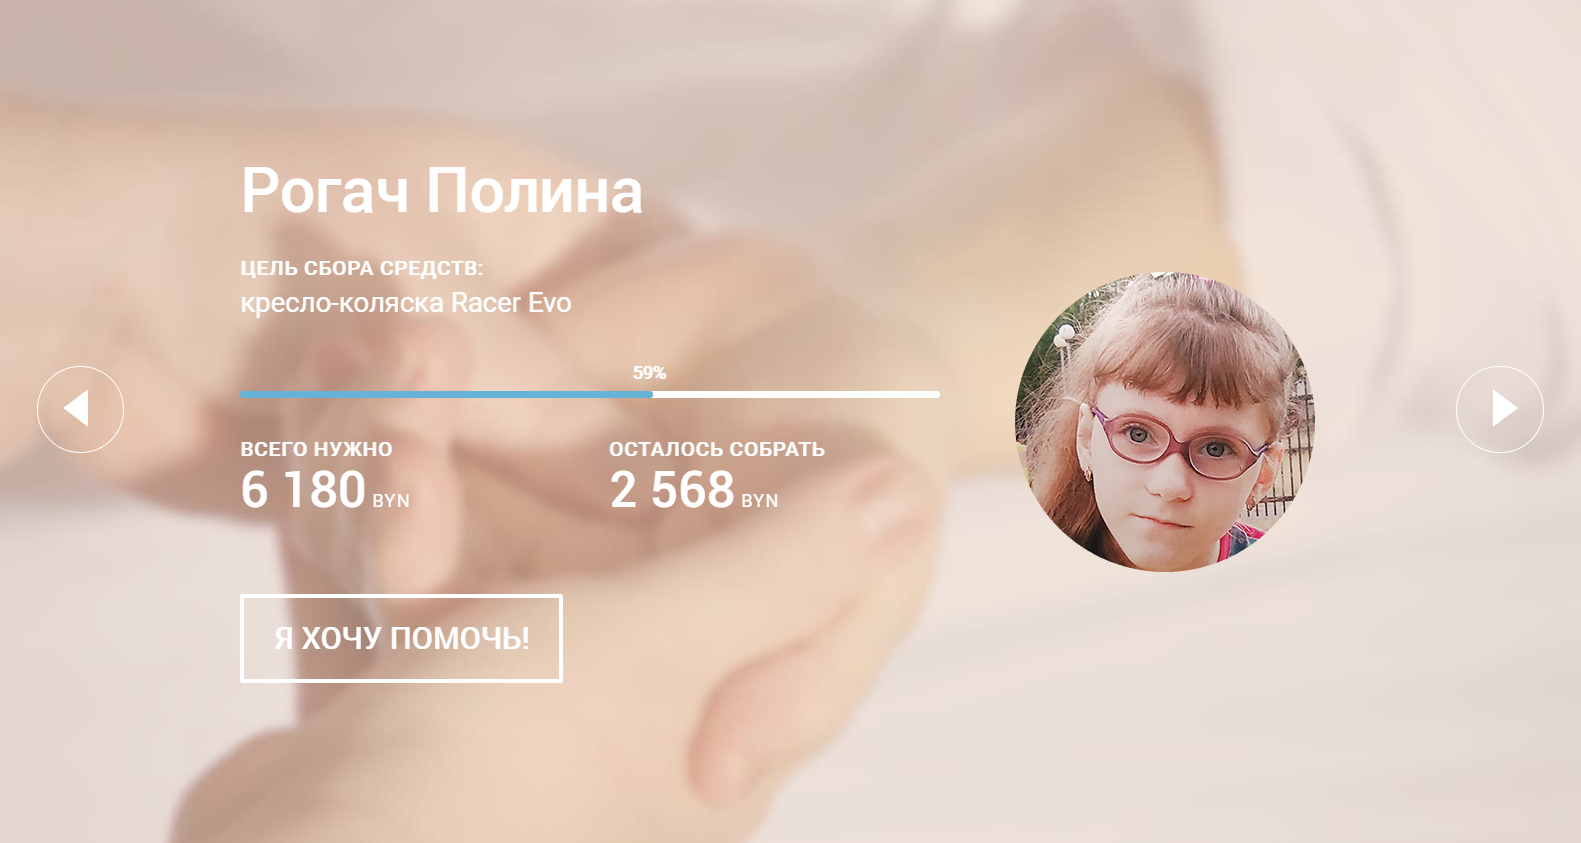 Рогач Полина
ЦЕЛЬ СБОРА СРЕДСТВ:
кресло-коляска Racer Evo
59%
ВСЕГО НУЖНО
6 180 BYN
ОСТАЛОСЬ СОБРАТЬ
2 568 BYN
Я ХОЧУ ПОМОЧЬ!